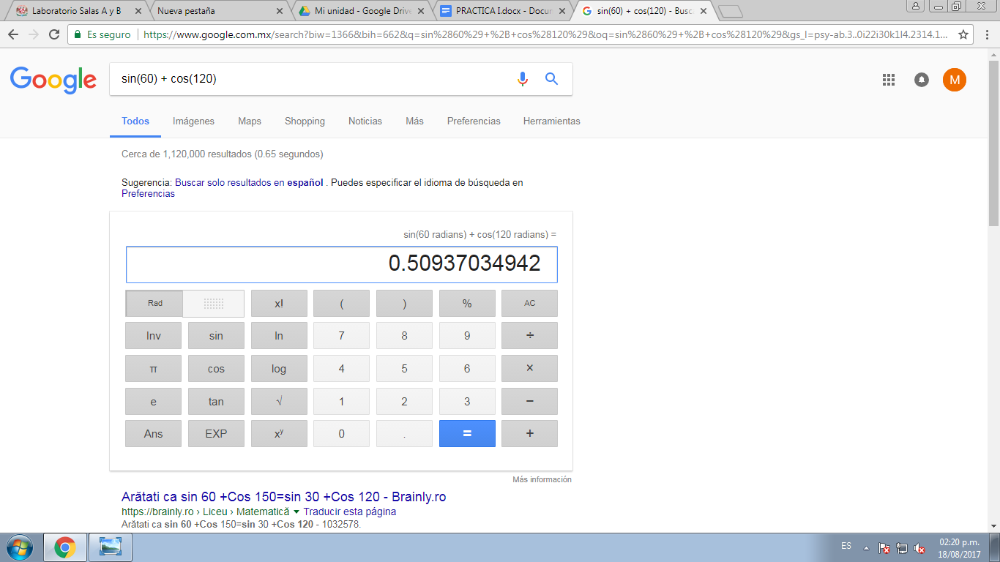 Laboratorio Salas A y B
Nueva pestaña
Mi unidad - Google Drive
PRACTICA I.docx - Docum
sin(60) + cos(120) - Busc
Es seguro
https://www.google.com.mx/search?biw=1366&bih=662&q=sin%2860%29+%2B+cos%28120%29&oq=sin%2860%29+%2B+cos%28120%29&gs_l=psy-ab.3..0i22i30k1l4.2314.1...
Google
sin(60) + cos(120)
M
Todos
Imágenes
Maps
Shopping
Noticias
Más
Preferencias
Herramientas
Cerca de 1,120,000 resultados (0.65 segundos)
Sugerencia: Buscar solo resultados en español . Puedes especificar el idioma de búsqueda en
Preferencias
sin(60 radians) + cos(120 radians) =
0.50937034942
Rad x! ( ) % AC
Inv sin ln 7 8 9 ÷
π cos log 4 5 6 ×
e tan √ 1 2 3 −
Ans EXP xʸ 0 . = +
Más información
Arătati ca sin 60 +Cos 150=sin 30 +Cos 120 - Brainly.ro
https://brainly.ro › Liceu › Matematică Traducir esta página
Arătati ca sin 60 +Cos 150=sin 30 +Cos 120 - 1032578.
ES
02:20 p.m.
18/08/2017